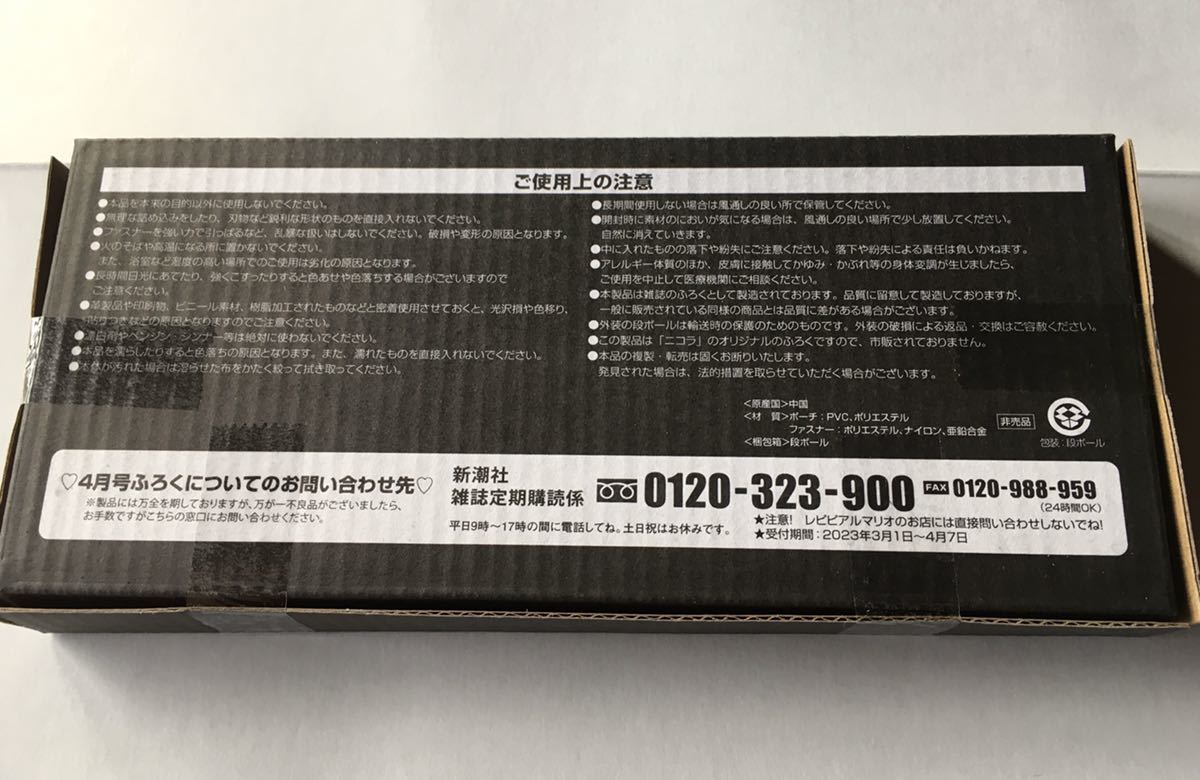 ご使用上の注意
●本品を本来の目的以外に使用しないでください。
●無理な詰め込みをしたり、刃物など鋭利な形状のものを直接入れないでください。
●ファスナーを強い力で引っぱるなど、乱暴な扱いはしないでください。破損や変形の原因となります。
●火のそばや高温になる所に置かないでください。
また、浴室など湿度の高い場所でのご使用は劣化の原因となります。
●長時間日光にあてたり、強くこすったりすると色あせや色落ちする場合がございますので
ご注意ください。
●革製品や印刷物、ビニール素材、樹脂加工されたものなどと密着使用させておくと、光沢損や色移り、
貼りつきなどの原因となりますのでご注意ください。
●漂白剤やベンジン・シンナー等は絶対に使わないでください。
●本品を濡らしたりすると色落ちの原因となります。また、濡れたものを直接入れないでください。
●本体が汚れた場合は湿らせた布をかたく絞って拭き取ってください。
●長期間使用しない場合は風通しの良い所で保管してください。
●開封時に素材のにおいが気になる場合は、風通しの良い場所で少し放置してください。
自然に消えていきます。
●中に入れたものの落下や紛失にご注意ください。落下や紛失による責任は負いかねます。
●アレルギー体質のほか、皮膚に接触してかゆみ・かぶれ等の身体変調が生じましたら、
ご使用を中止して医療機関にご相談ください。
●本製品は雑誌のふろくとして製造されております。品質に留意して製造しておりますが、
一般に販売されている同様の商品とは品質に差がある場合がございます。
●外装の段ボールは輸送時の保護のためのものです。外装の破損による返品・交換はご容赦ください。
●この製品は「ニコラ」のオリジナルのふろくですので、市販されておりません。
●本品の複製・転売は固くお断りいたします。
発見された場合は、法的措置を取らせていただく場合がございます。
<原産国>中国
<材 質>ポーチ:PVC、ポリエステル
ファスナー:ポリエステル、ナイロン、亜鉛合金
<梱包箱>段ボール
非売品
包装:段ボール
♡4月号ふろくについてのお問い合わせ先♡
※製品には万全を期しておりますが、万が一不良品がございましたら、
お手数ですがこちらの窓口にお問い合わせください。
新潮社
雑誌定期購読係
0120-323-900
FAX 0120-988-959
(24時間OK)
平日9時〜17時の間に電話してね。土日祝はお休みです。
★注意! レピピアルマリオのお店には直接問い合わせしないでね!
★受付期間:2023年3月1日〜4月7日